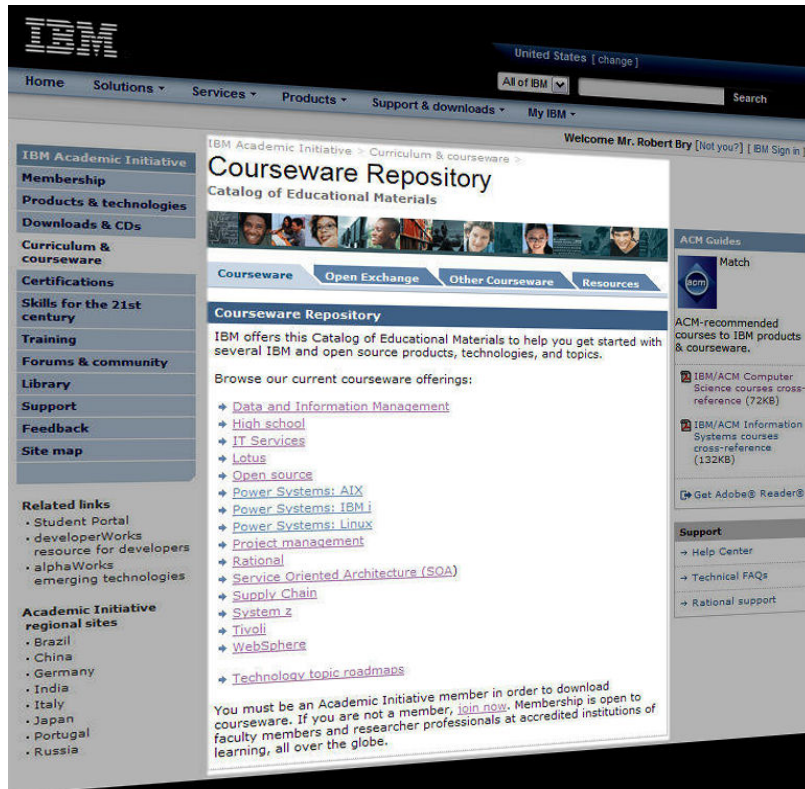 IBM
United States [ change ]
All of IBM
Search
Home
Solutions
Services
Products
Support & downloads
My IBM
Welcome Mr. Robert Bry [Not you?] [ IBM Sign in ]
IBM Academic Initiative
Membership
Products & technologies
Downloads & CDs
Curriculum &
courseware
Certifications
Skills for the 21st
century
Training
Forums & community
Library
Support
Feedback
Site map
Related links
· Student Portal
· developerWorks
resource for developers
· alphaWorks
emerging technologies
Academic Initiative
regional sites
· Brazil
· China
· Germany
· India
· Italy
· Japan
· Portugal
· Russia
IBM Academic Initiative > Curriculum & courseware >
Courseware Repository
Catalog of Educational Materials
Courseware
Open Exchange
Other Courseware
Resources
Courseware Repository
IBM offers this Catalog of Educational Materials to help you get started with
several IBM and open source products, technologies, and topics.
Browse our current courseware offerings:
Data and Information Management
High school
IT Services
Lotus
Open source
Power Systems: AIX
Power Systems: IBM i
Power Systems: Linux
Project management
Rational
Service Oriented Architecture (SOA)
Supply Chain
System z
Tivoli
WebSphere
Technology topic roadmaps
You must be an Academic Initiative member in order to download
courseware. If you are not a member, join now. Membership is open to
faculty members and researcher professionals at accredited institutions of
learning, all over the globe.
ACM Guides
acm
Match
ACM-recommended
courses to IBM products
& courseware.
IBM/ACM Computer
Science courses cross-
reference (72KB)
IBM/ACM Information
Systems courses
cross-reference
(132KB)
Get Adobe® Reader®
Support
Help Center
Technical FAQs
Rational support